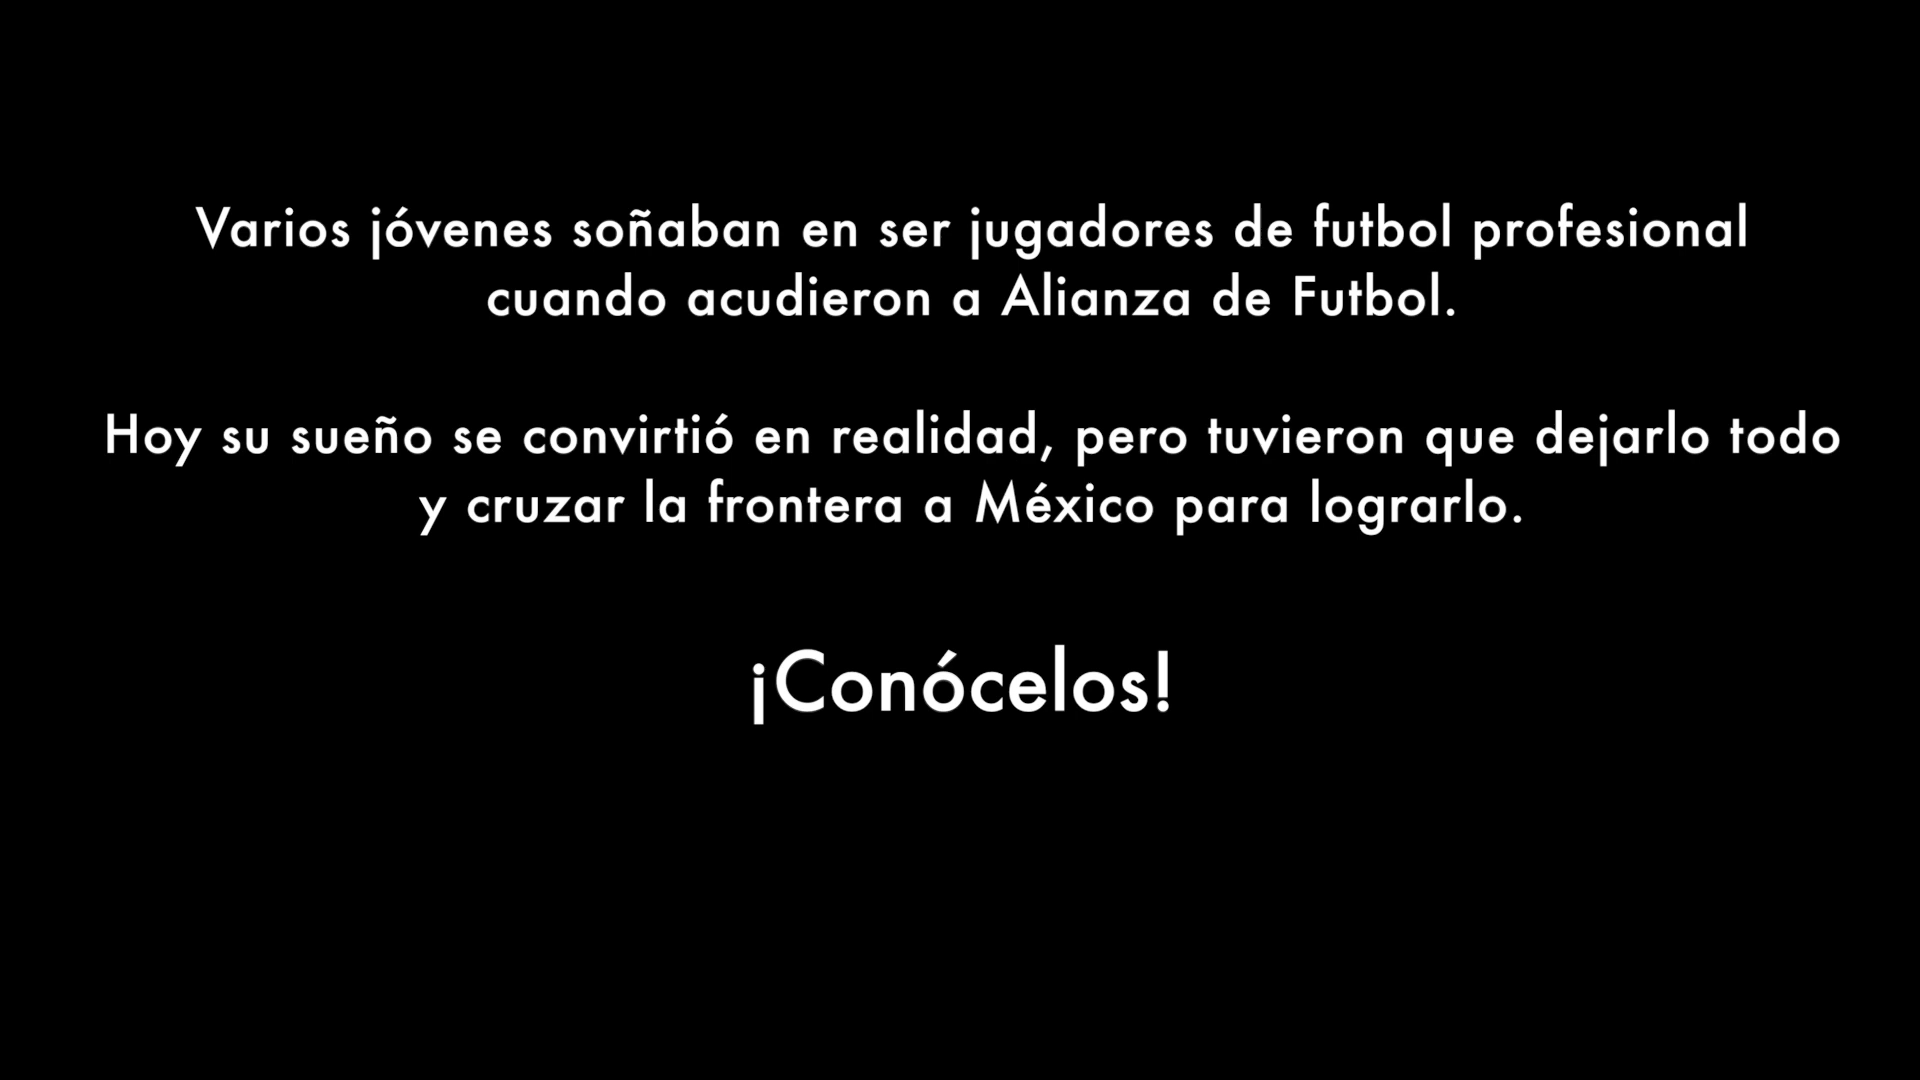 Varios jóvenes soñaban en ser jugadores de futbol profesional
cuando acudieron a Alianza de Futbol.
Hoy su sueño se convirtió en realidad, pero tuvieron que dejarlo todo
y cruzar la frontera a México para lograrlo.
¡Conócelos!